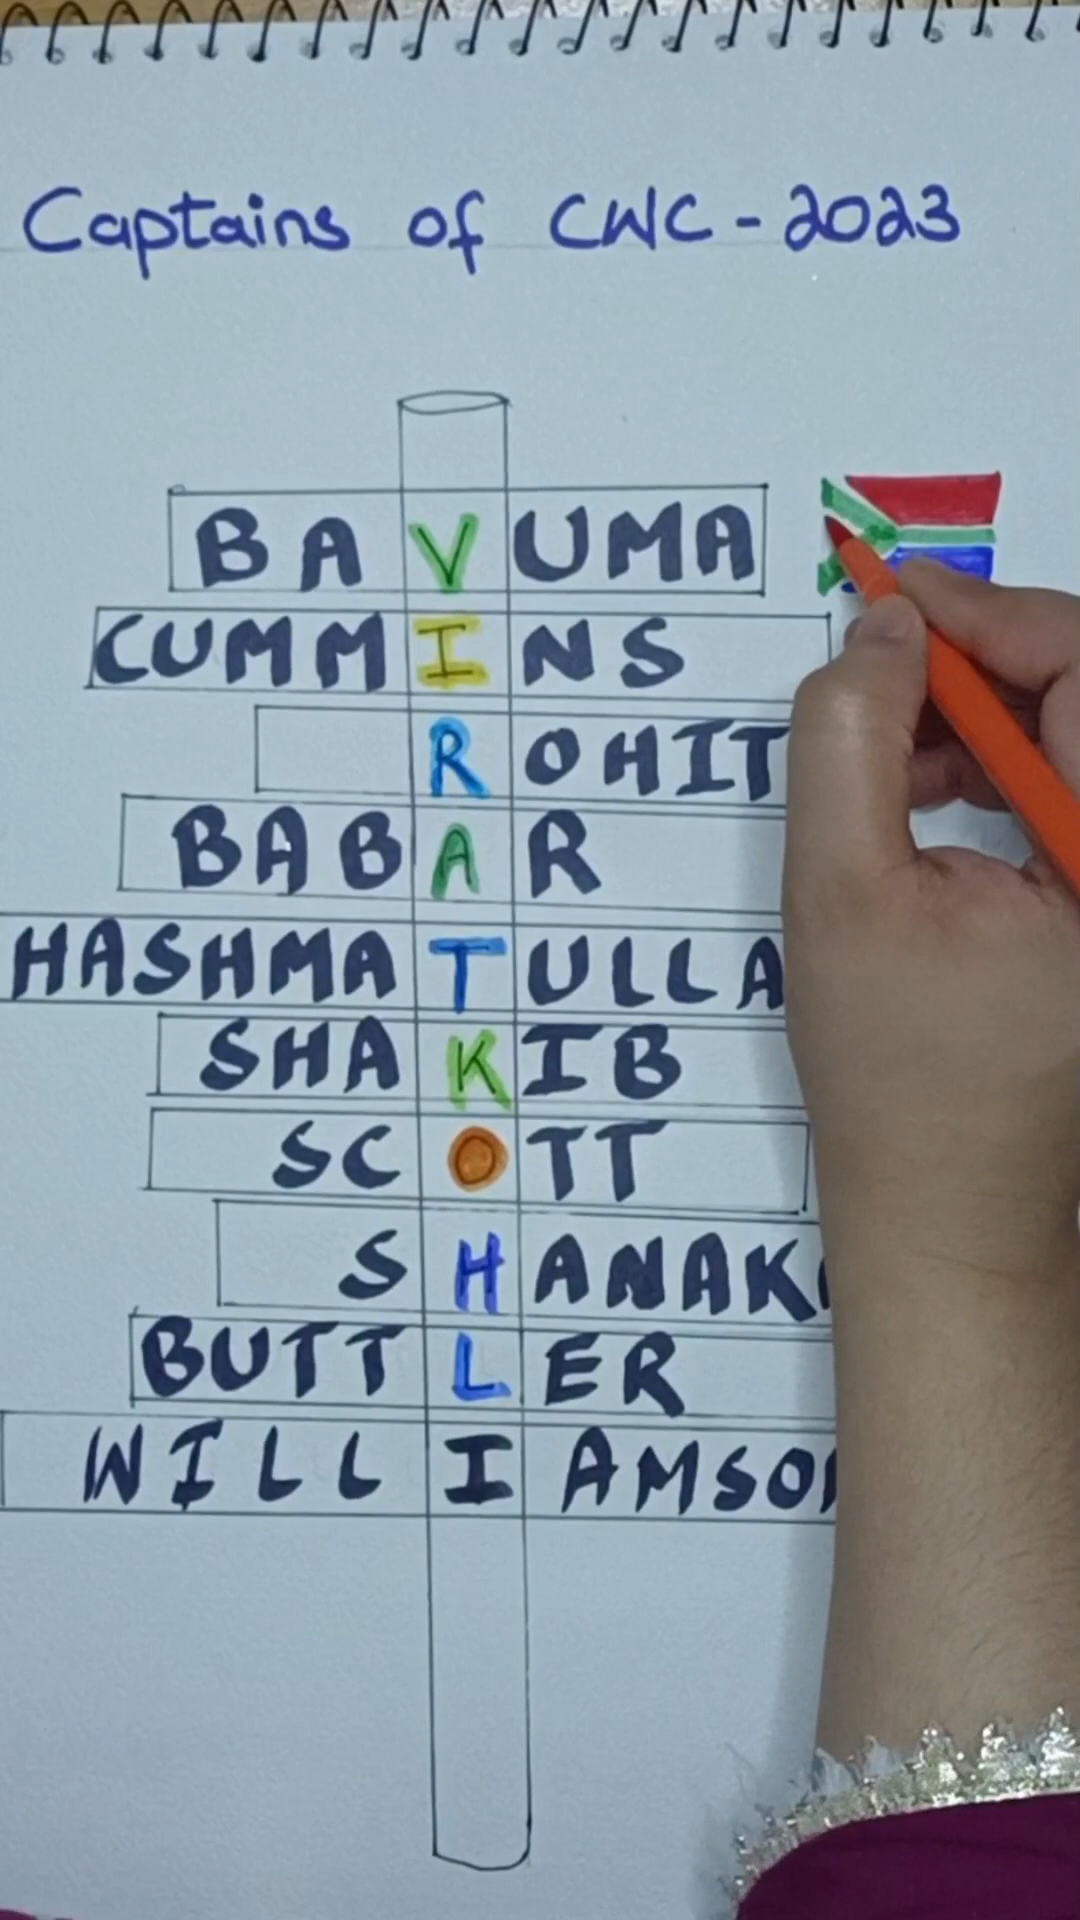 Captains of CWC-2023
BAVUMA
CUMMINS
ROHIT
BABAR
HASHMATULLA
SHAKIB
SCOTT
SHANAK
BUTTLER
WILLIAMSO